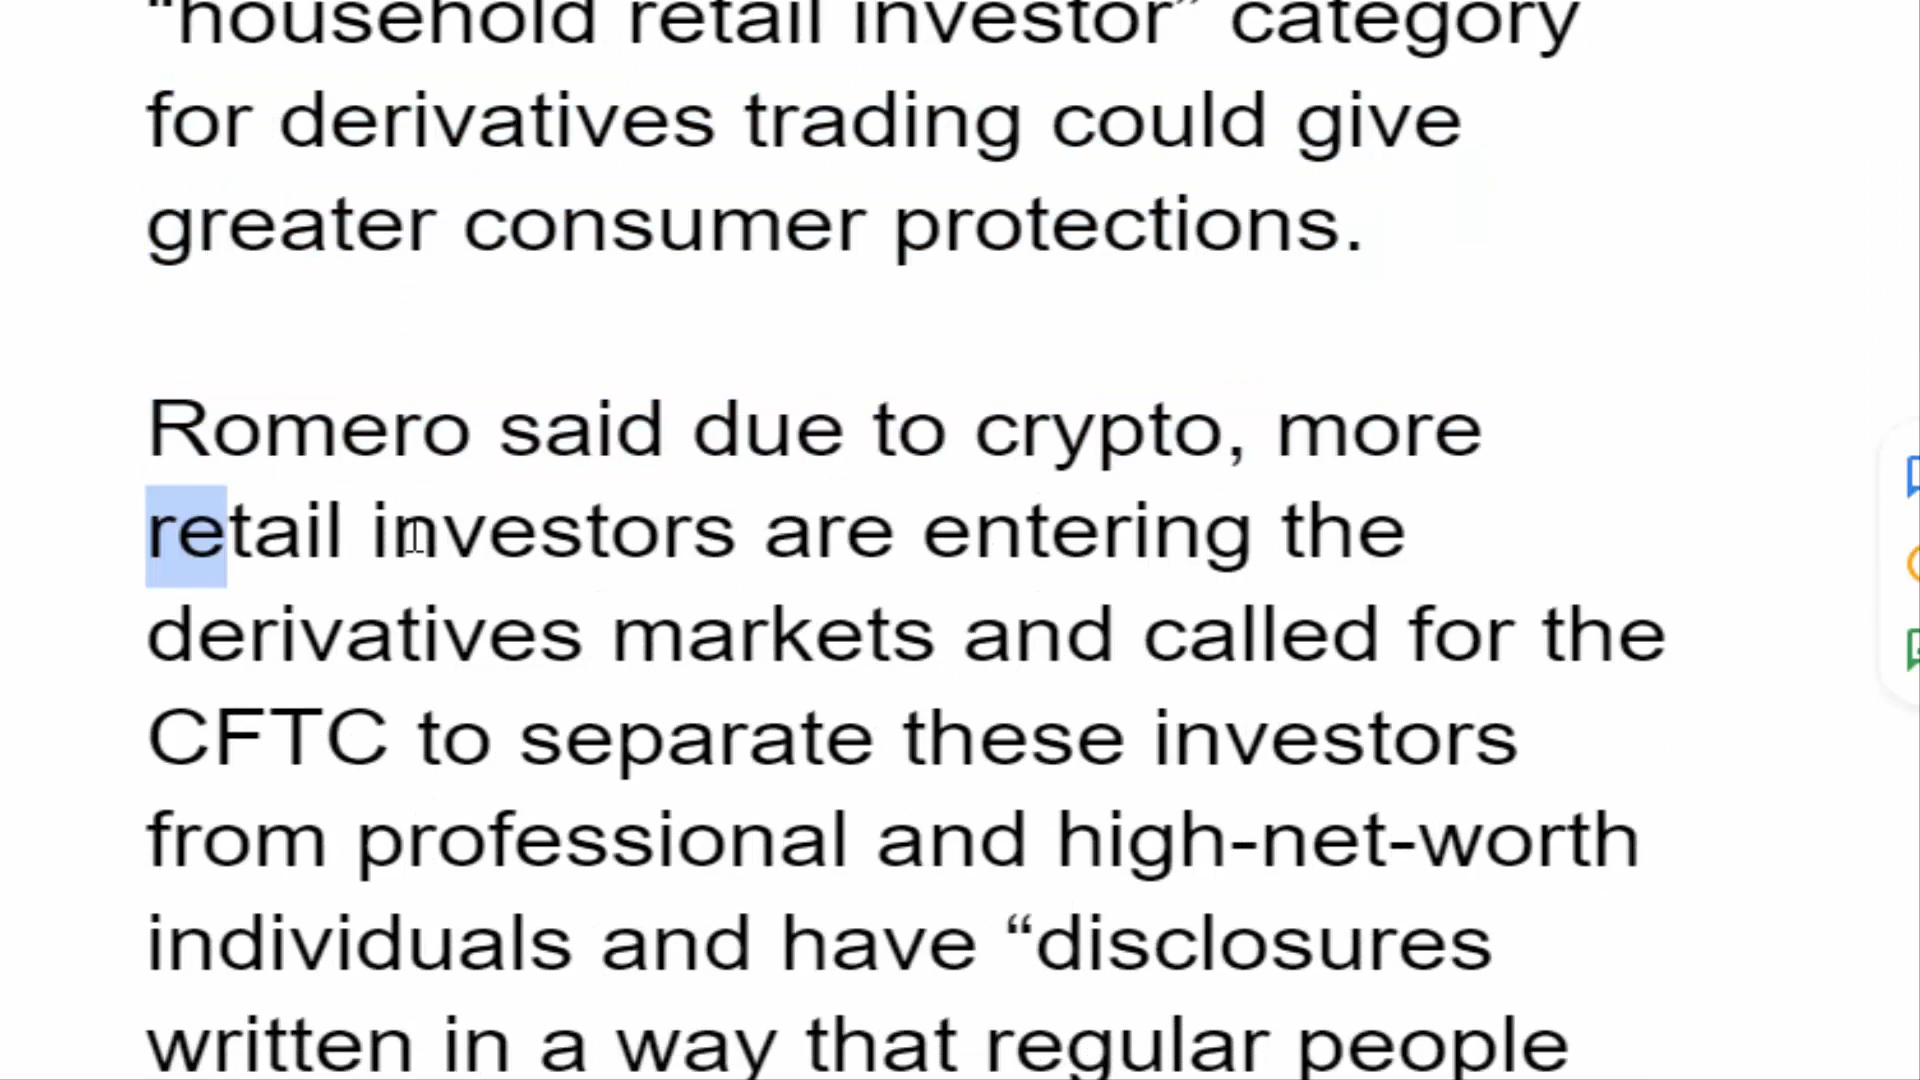 “household retail investor” category
for derivatives trading could give
greater consumer protections.
Romero said due to crypto, more
retail investors are entering the
derivatives markets and called for the
CFTC to separate these investors
from professional and high-net-worth
individuals and have “disclosures
written in a way that regular people